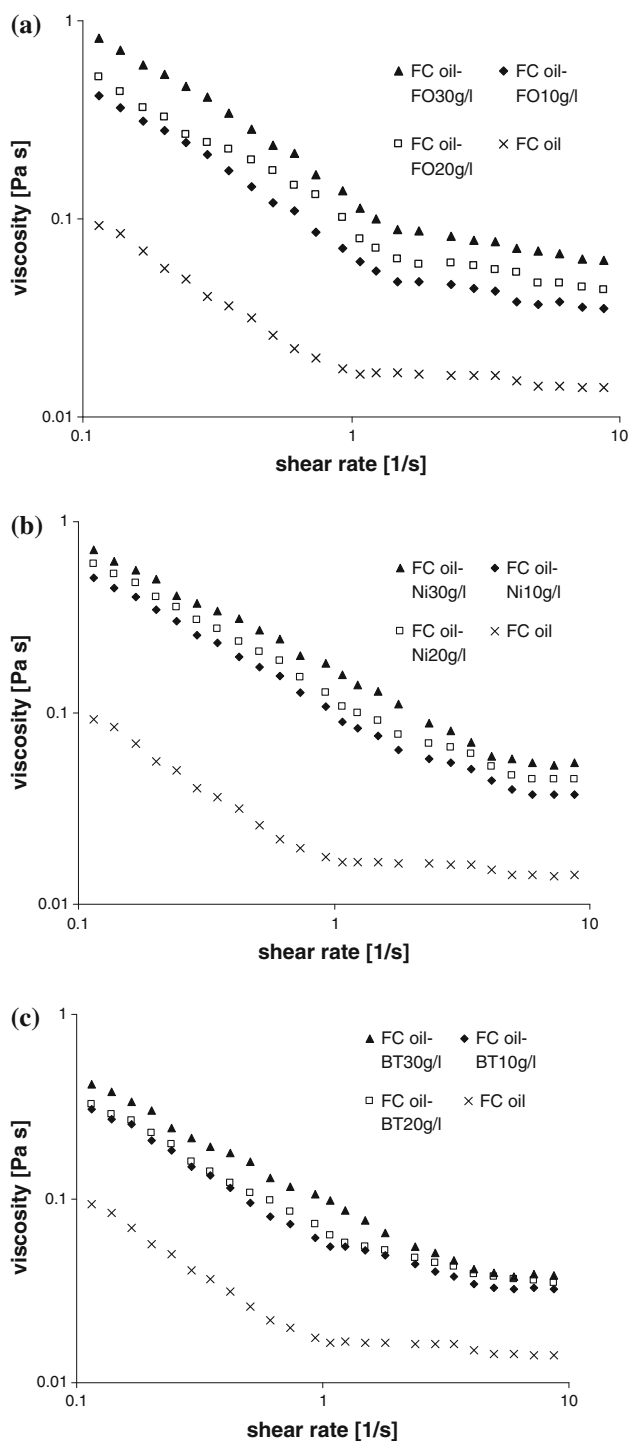 (a)
1
0.1
0.01
viscosity [Pa s]
FC oil-
FO30g/l
FC oil-
FO10g/l
FC oil-
FO20g/l
FC oil
0.1
1
10
shear rate [1/s]
(b)
1
0.1
0.01
viscosity [Pa s]
FC oil-
Ni30g/l
FC oil-
Ni10g/l
FC oil-
Ni20g/l
FC oil
0.1
1
10
shear rate [1/s]
(c)
1
0.1
0.01
viscosity [Pa s]
FC oil-
BT30g/l
FC oil-
BT10g/l
FC oil-
BT20g/l
FC oil
0.1
1
10
shear rate [1/s]